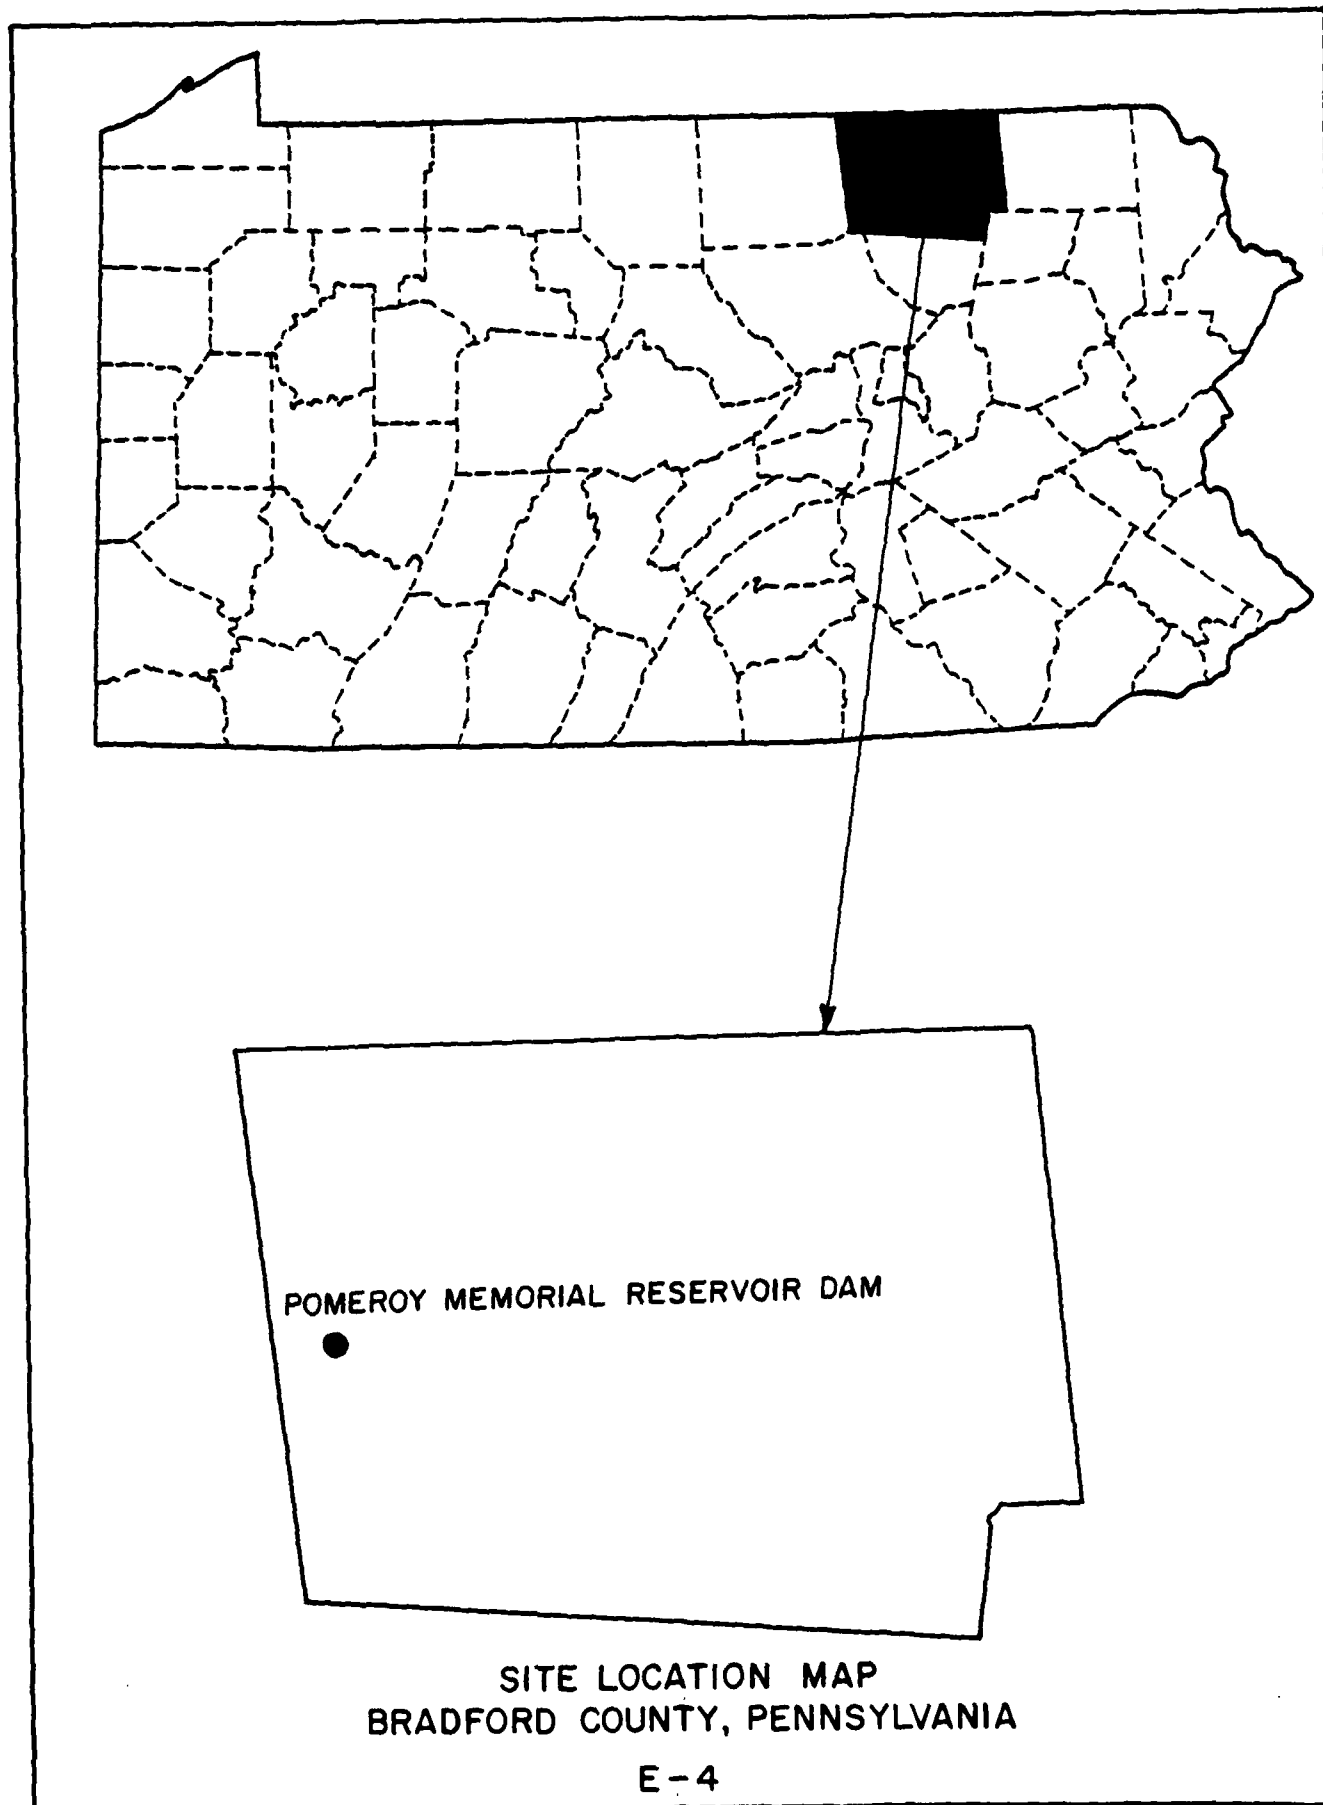 POMEROY MEMORIAL RESERVOIR DAM
SITE LOCATION MAP
BRADFORD COUNTY, PENNSYLVANIA
E-4